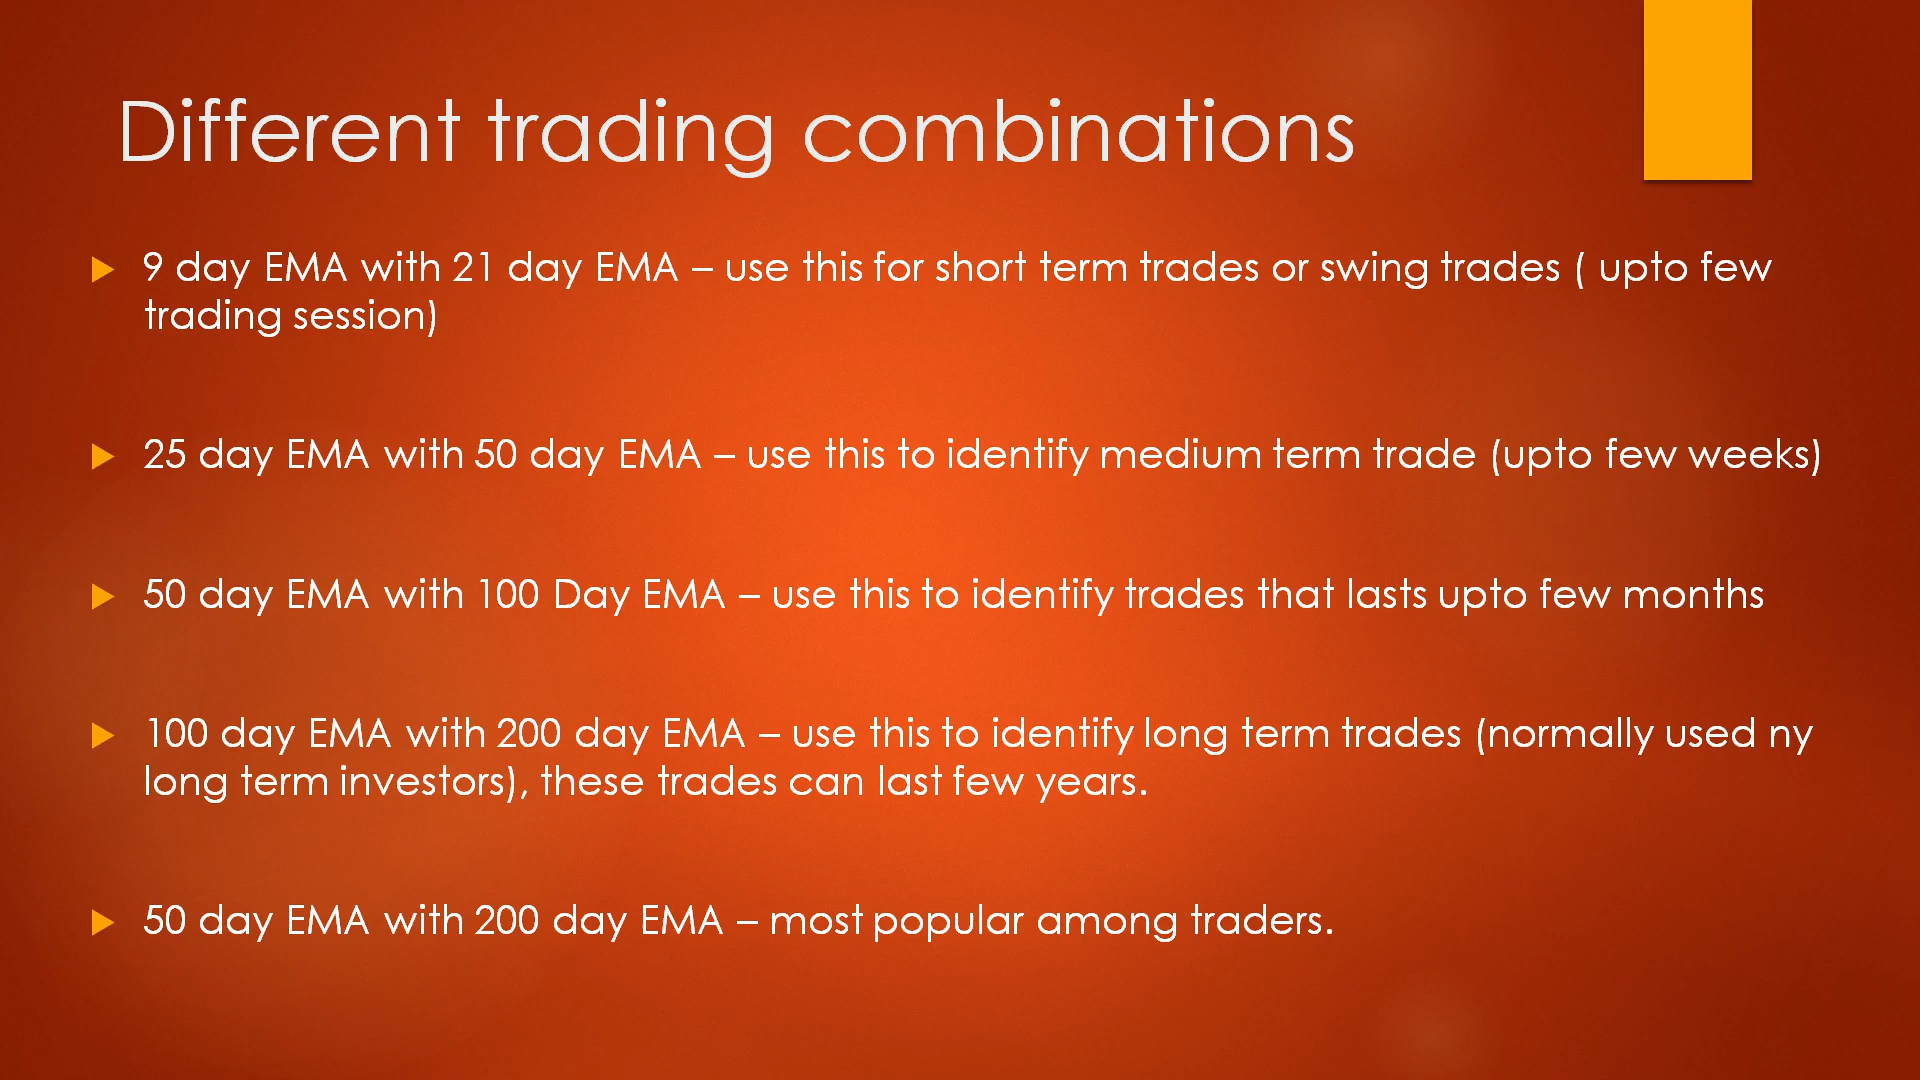 Different trading combinations
9 day EMA with 21 day EMA – use this for short term trades or swing trades ( upto few
trading session)
25 day EMA with 50 day EMA – use this to identify medium term trade (upto few weeks)
50 day EMA with 100 Day EMA – use this to identify trades that lasts upto few months
100 day EMA with 200 day EMA – use this to identify long term trades (normally used ny
long term investors), these trades can last few years.
50 day EMA with 200 day EMA – most popular among traders.